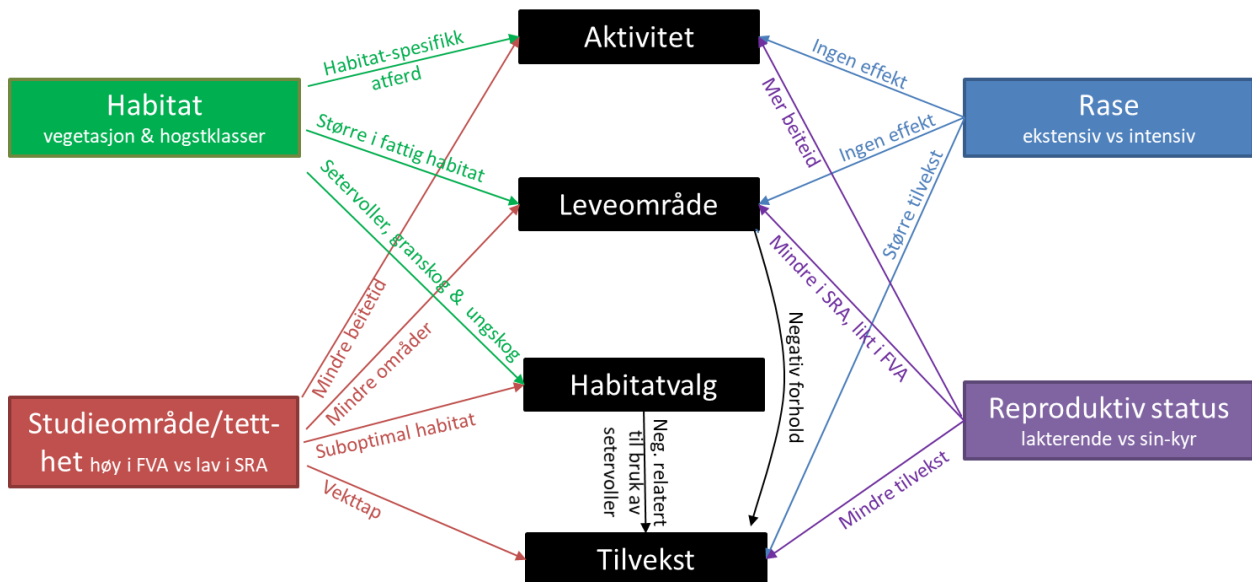 Aktivitet
Habitat-spesifikk
atferd
Ingen effekt
Habitat
vegetasjon & hogstklasser
Rase
ekstensiv vs intensiv
Mer beiteid
Større i fattig habitat
Ingen effekt
Setervoller, granskog & ungskog
Leveområde
Større tilvekst
Mindre beitetid
Mindre områder
Mindre i SRA, likt i FVA
Negativ forhold
Habitatvalg
Studieområde/tett-
het høy i FVA vs lav i SRA
Suboptimal habitat
Reproduktiv status
lakterende vs sin-kyr
Neg. relatert
til bruk av
setervoller
Vekttap
Mindre tilvekst
Tilvekst